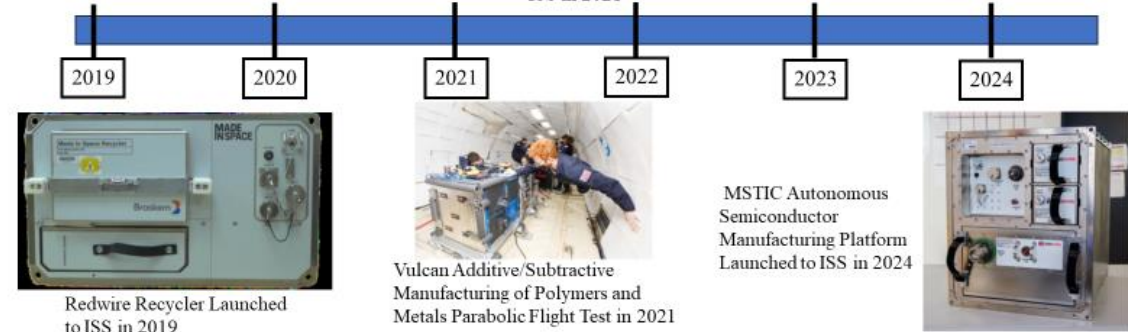 2019
2020
2021
2022
2023
2024
MADE
IN SPACE
Made In Space Recycler
Braskem
Redwire Recycler Launched
to ISS in 2019
Vulcan Additive/Subtractive
Manufacturing of Polymers and
Metals Parabolic Flight Test in 2021
MSTIC Autonomous
Semiconductor
Manufacturing Platform
Launched to ISS in 2024